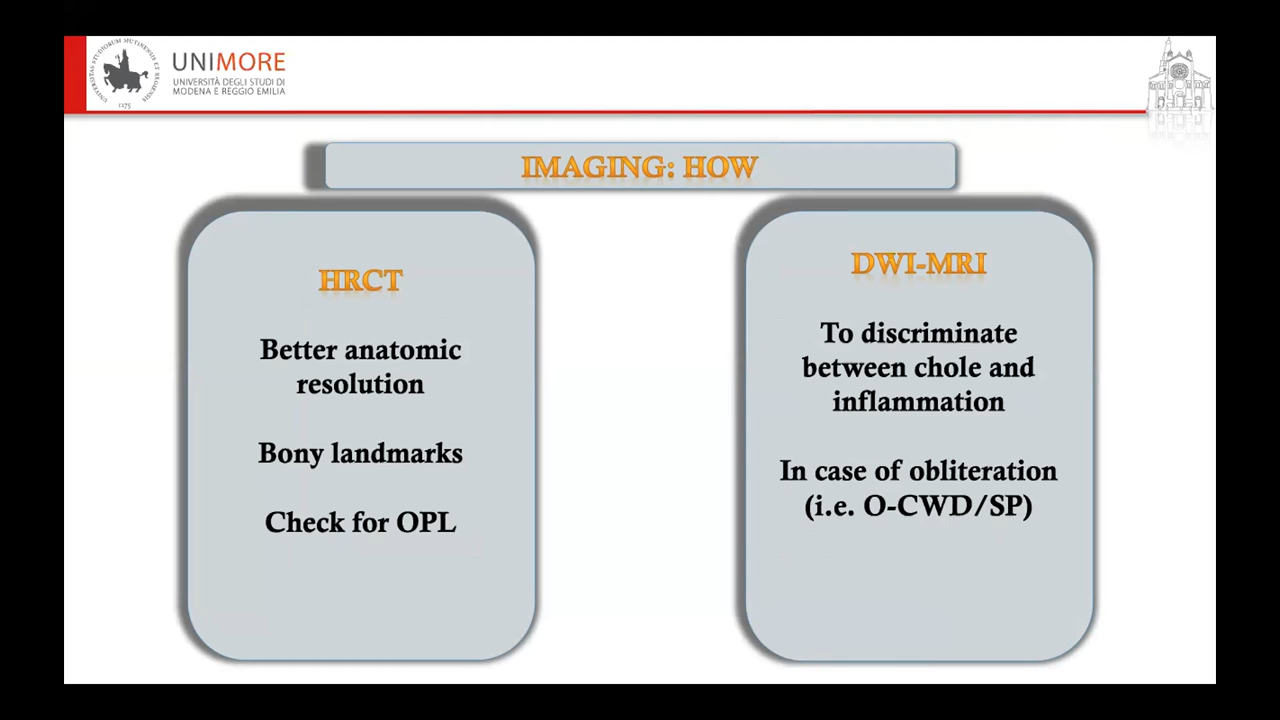 UNIMORE
UNIVERSITÀ DEGLI STUDI DI
MODENA E REGGIO EMILIA
1175
IMAGING: HOW
HRCT
Better anatomic
resolution
Bony landmarks
Check for OPL
DWI-MRI
To discriminate
between chole and
inflammation
In case of obliteration
(i.e. O-CWD/SP)